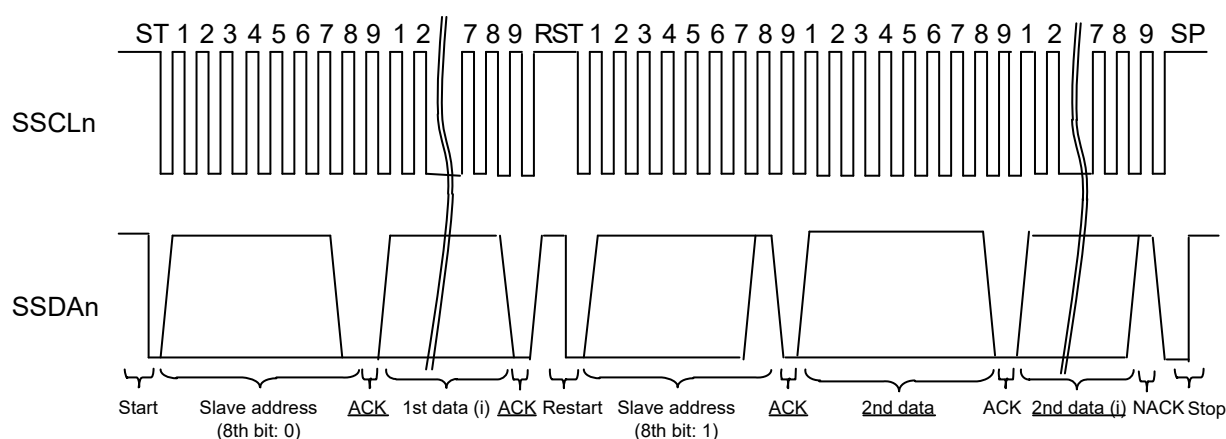 ST 1 2 3 4 5 6 7 8 9 1 2 7 8 9 RST 1 2 3 4 5 6 7 8 9 1 2 3 4 5 6 7 8 9 1 2 7 8 9 SP
SSCLn
SSDAn
Start Slave address ACK 1st data (i) ACK Restart Slave address ACK 2nd data ACK 2nd data (i) NACK Stop
(8th bit: 0) (8th bit: 1)